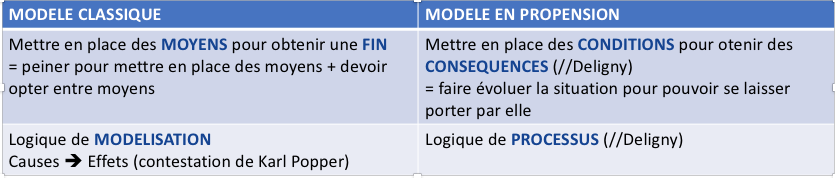 MODELE CLASSIQUE
MODELE EN PROPENSION
Mettre en place des MOYENS pour obtenir une FIN
= peiner pour mettre en place des moyens + devoir
opter entre moyens
Mettre en place des CONDITIONS pour otenir des
CONSEQUENCES (//Deligny)
= faire évoluer la situation pour pouvoir se laisser
porter par elle
Logique de MODELISATION
Causes ➔ Effets (contestation de Karl Popper)
Logique de PROCESSUS (//Deligny)